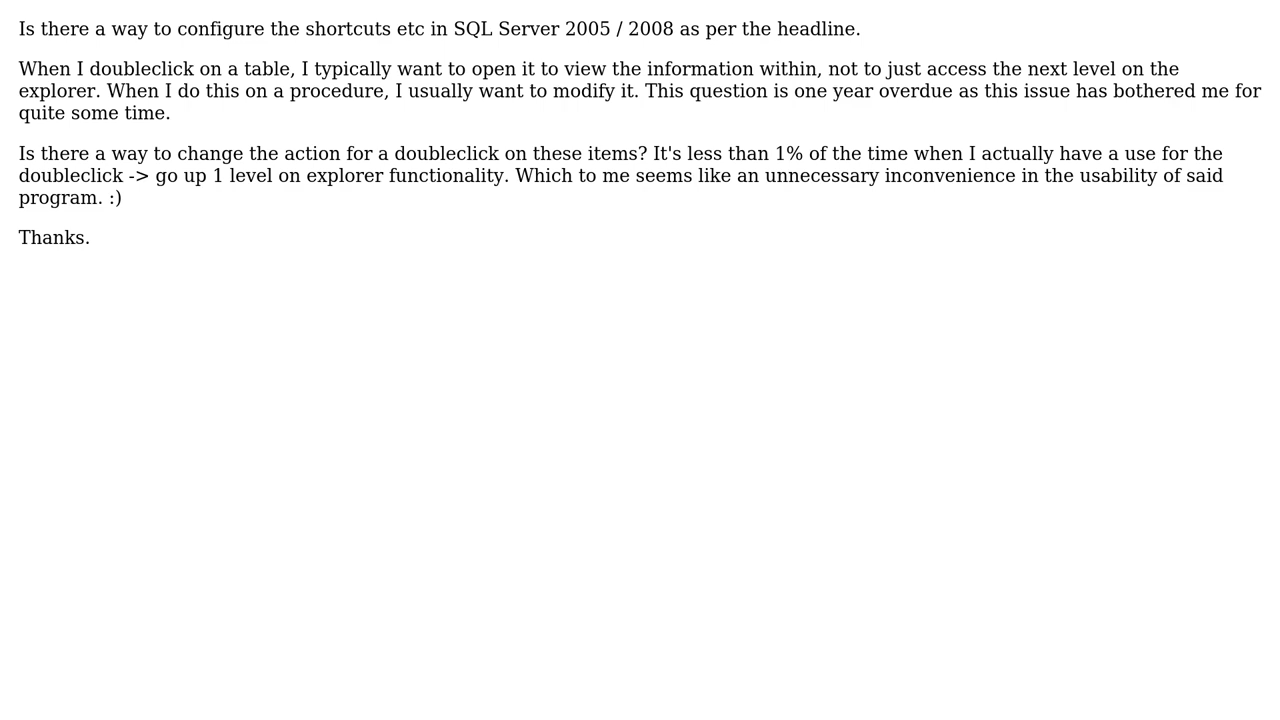 Is there a way to configure the shortcuts etc in SQL Server 2005 / 2008 as per the headline.
When I doubleclick on a table, I typically want to open it to view the information within, not to just access the next level on the
explorer. When I do this on a procedure, I usually want to modify it. This question is one year overdue as this issue has bothered me for
quite some time.
Is there a way to change the action for a doubleclick on these items? It's less than 1% of the time when I actually have a use for the
doubleclick -> go up 1 level on explorer functionality. Which to me seems like an unnecessary inconvenience in the usability of said
program. :)
Thanks.